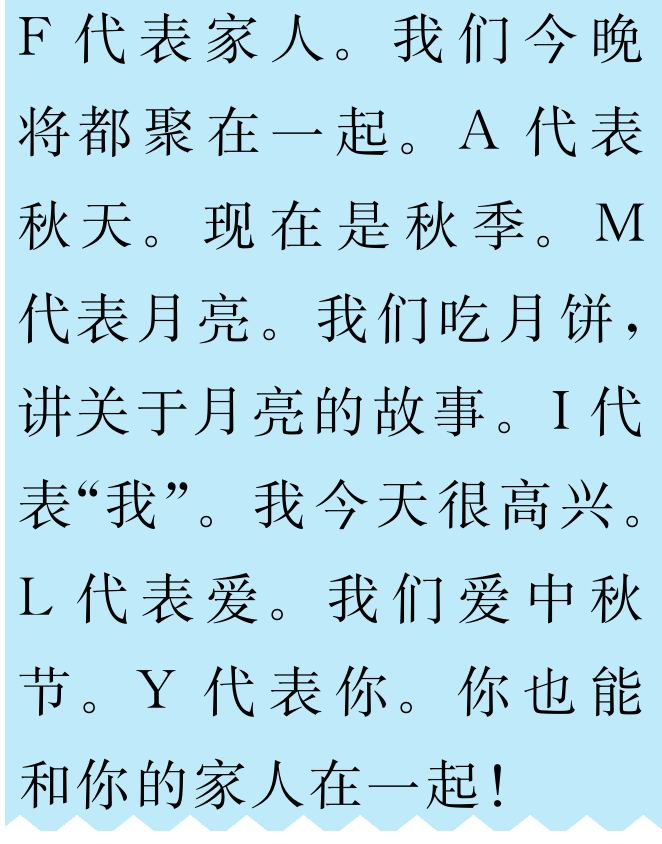 F 代表家人。我们今晚
将都聚在一起。A 代表
秋天。现在是秋季。M
代表月亮。我们吃月饼，
讲关于月亮的故事。I 代
表“我”。我今天很高兴。
L 代表爱。我们爱中秋
节。Y 代表你。你也能
和你的家人在一起！